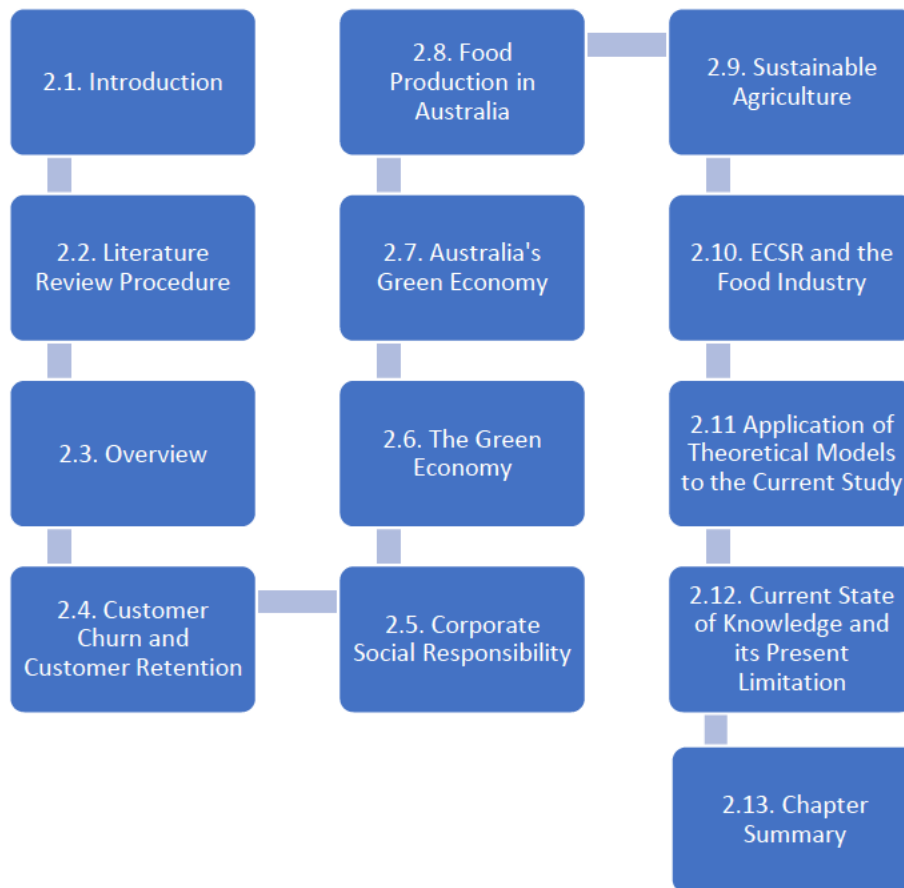 2.1. Introduction
2.2. Literature
Review Procedure
2.3. Overview
2.4. Customer
Churn and
Customer Retention
2.5. Corporate
Social Responsibility
2.6. The Green
Economy
2.7. Australia's
Green Economy
2.8. Food
Production in
Australia
2.9. Sustainable
Agriculture
2.10. ECSR and the
Food Industry
2.11 Application of
Theoretical Models
to the Current Study
2.12. Current State
of Knowledge and
its Present
Limitation
2.13. Chapter
Summary